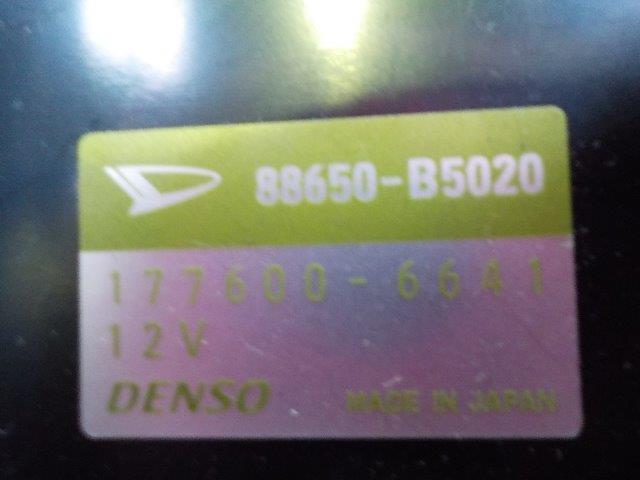 88650-B5020
177600-6641
12V
DENSO MADE IN JAPAN